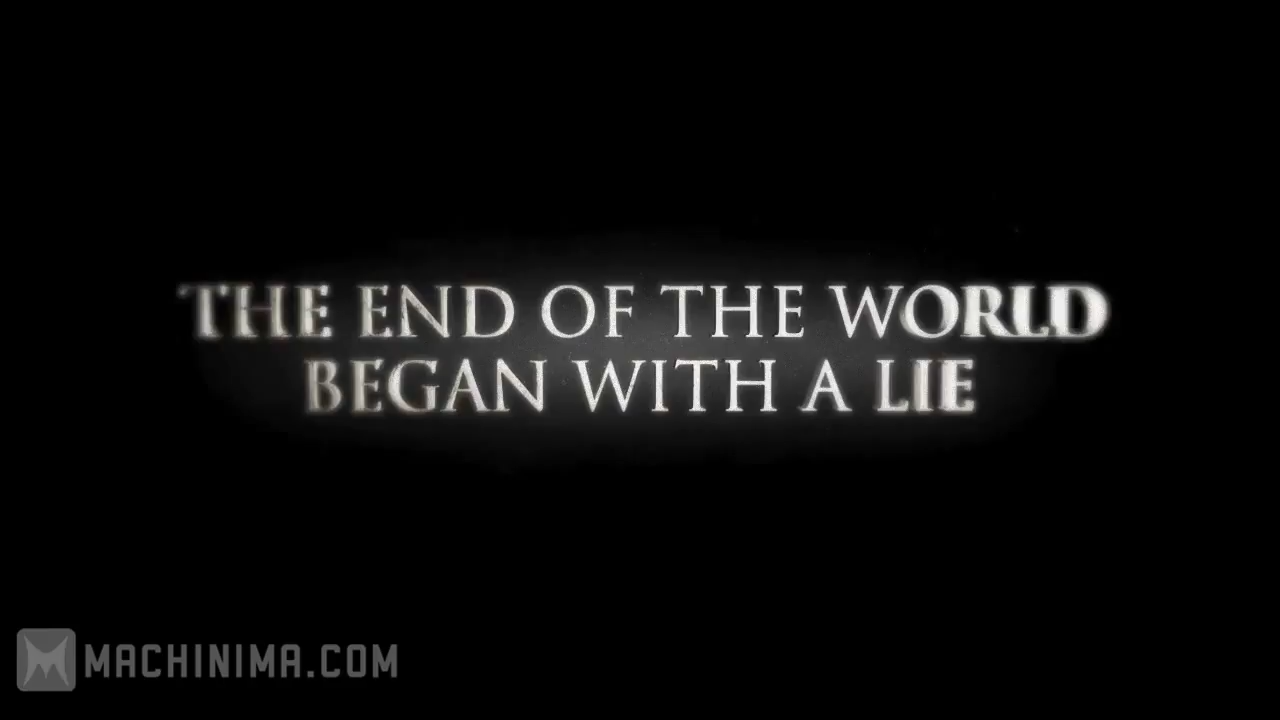 THE END OF THE WORLD
BEGAN WITH A LIE
MACHINIMA.COM